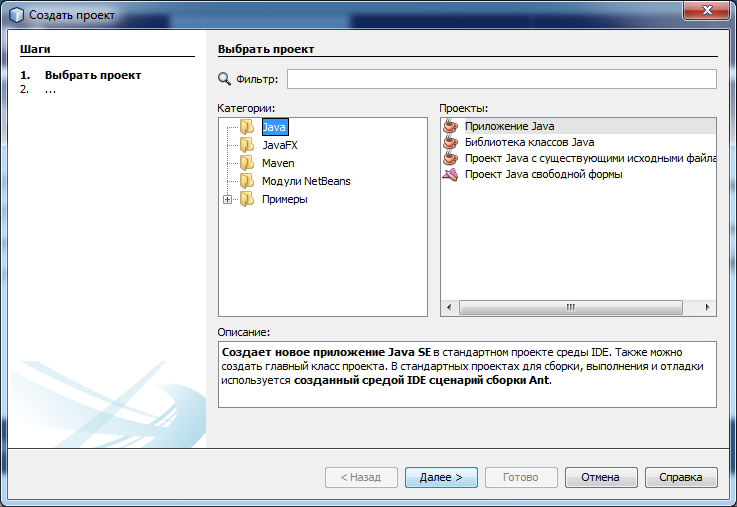 Создать проект
Шаги
1. Выбрать проект
2. ...
Выбрать проект
Фильтр:
Категории:
Java
JavaFX
Maven
Модули NetBeans
Примеры
Проекты:
Приложение Java
Библиотека классов Java
Проект Java с существующими исходными файла
Проект Java свободной формы
Описание:
Создает новое приложение Java SE в стандартном проекте среды IDE. Также можно
создать главный класс проекта. В стандартных проектах для сборки, выполнения и отладки
используется созданный средой IDE сценарий сборки Ant.
< Назад
Далее >
Готово
Отмена
Справка